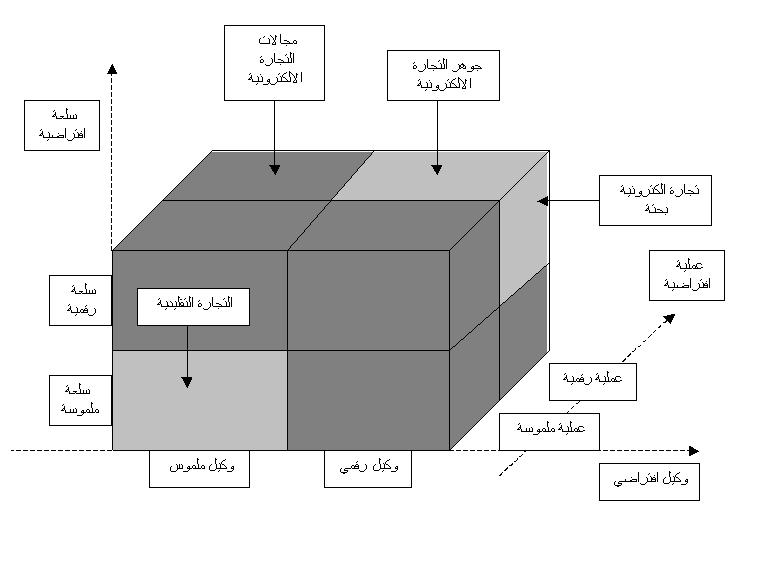 مجالات
التجارة
الالكترونية
جوهر التجارة
الالكترونية
سلعة
افتراضية
تجارة الكترونية
بحتة
عملية
افتراضية
سلعة
رقمية
التجارة التقليدية
سلعة
ملموسة
عملية رقمية
عملية ملموسة
وكيل ملموس
وكيل رقمي
وكيل افتراضي